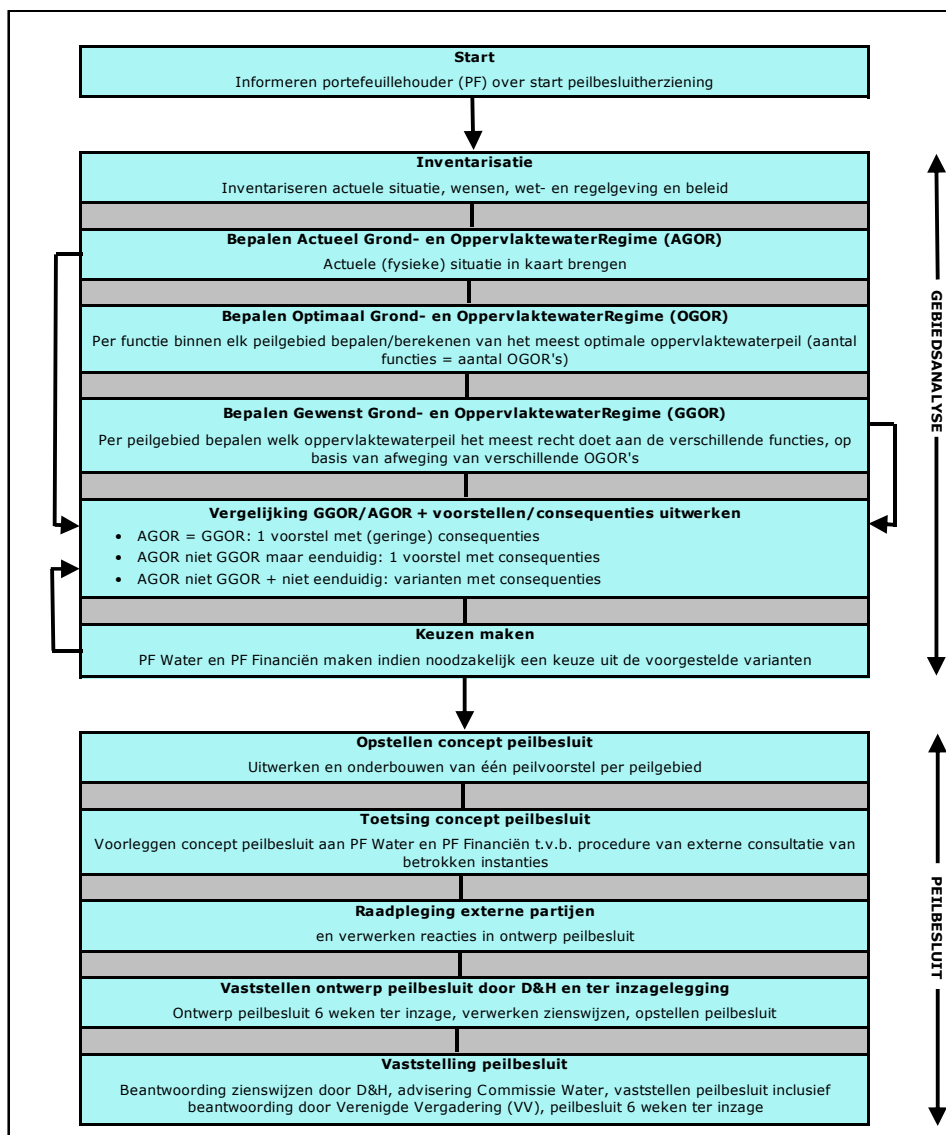 Start
Informeren portefeuillehouder (PF) over start peilbesluitherziening
Inventarisatie
Inventariseren actuele situatie, wensen, wet- en regelgeving en beleid
Bepalen Actueel Grond- en OppervlaktewaterRegime (AGOR)
Actuele (fysieke) situatie in kaart brengen
Bepalen Optimaal Grond- en OppervlaktewaterRegime (OGOR)
Per functie binnen elk peilgebied bepalen/berekenen van het meest optimale oppervlaktewaterpeil (aantal
functies = aantal OGOR's)
Bepalen Gewenst Grond- en OppervlaktewaterRegime (GGOR)
Per peilgebied bepalen welk oppervlaktewaterpeil het meest recht doet aan de verschillende functies, op
basis van afweging van verschillende OGOR's
Vergelijking GGOR/AGOR + voorstellen/consequenties uitwerken
• AGOR = GGOR: 1 voorstel met (geringe) consequenties
• AGOR niet GGOR maar eenduidig: 1 voorstel met consequenties
• AGOR niet GGOR + niet eenduidig: varianten met consequenties
Keuzen maken
PF Water en PF Financiën maken indien noodzakelijk een keuze uit de voorgestelde varianten
GEBIEDSANALYSE
Opstellen concept peilbesluit
Uitwerken en onderbouwen van één peilvoorstel per peilgebied
Toetsing concept peilbesluit
Voorleggen concept peilbesluit aan PF Water en PF Financiën t.v.b. procedure van externe consultatie van
betrokken instanties
Raadpleging externe partijen
en verwerken reacties in ontwerp peilbesluit
Vaststellen ontwerp peilbesluit door D&H en ter inzagelegging
Ontwerp peilbesluit 6 weken ter inzage, verwerken zienswijzen, opstellen peilbesluit
Vaststelling peilbesluit
Beantwoording zienswijzen door D&H, advisering Commissie Water, vaststellen peilbesluit inclusief
beantwoording door Verenigde Vergadering (VV), peilbesluit 6 weken ter inzage
PEILBESLUIT